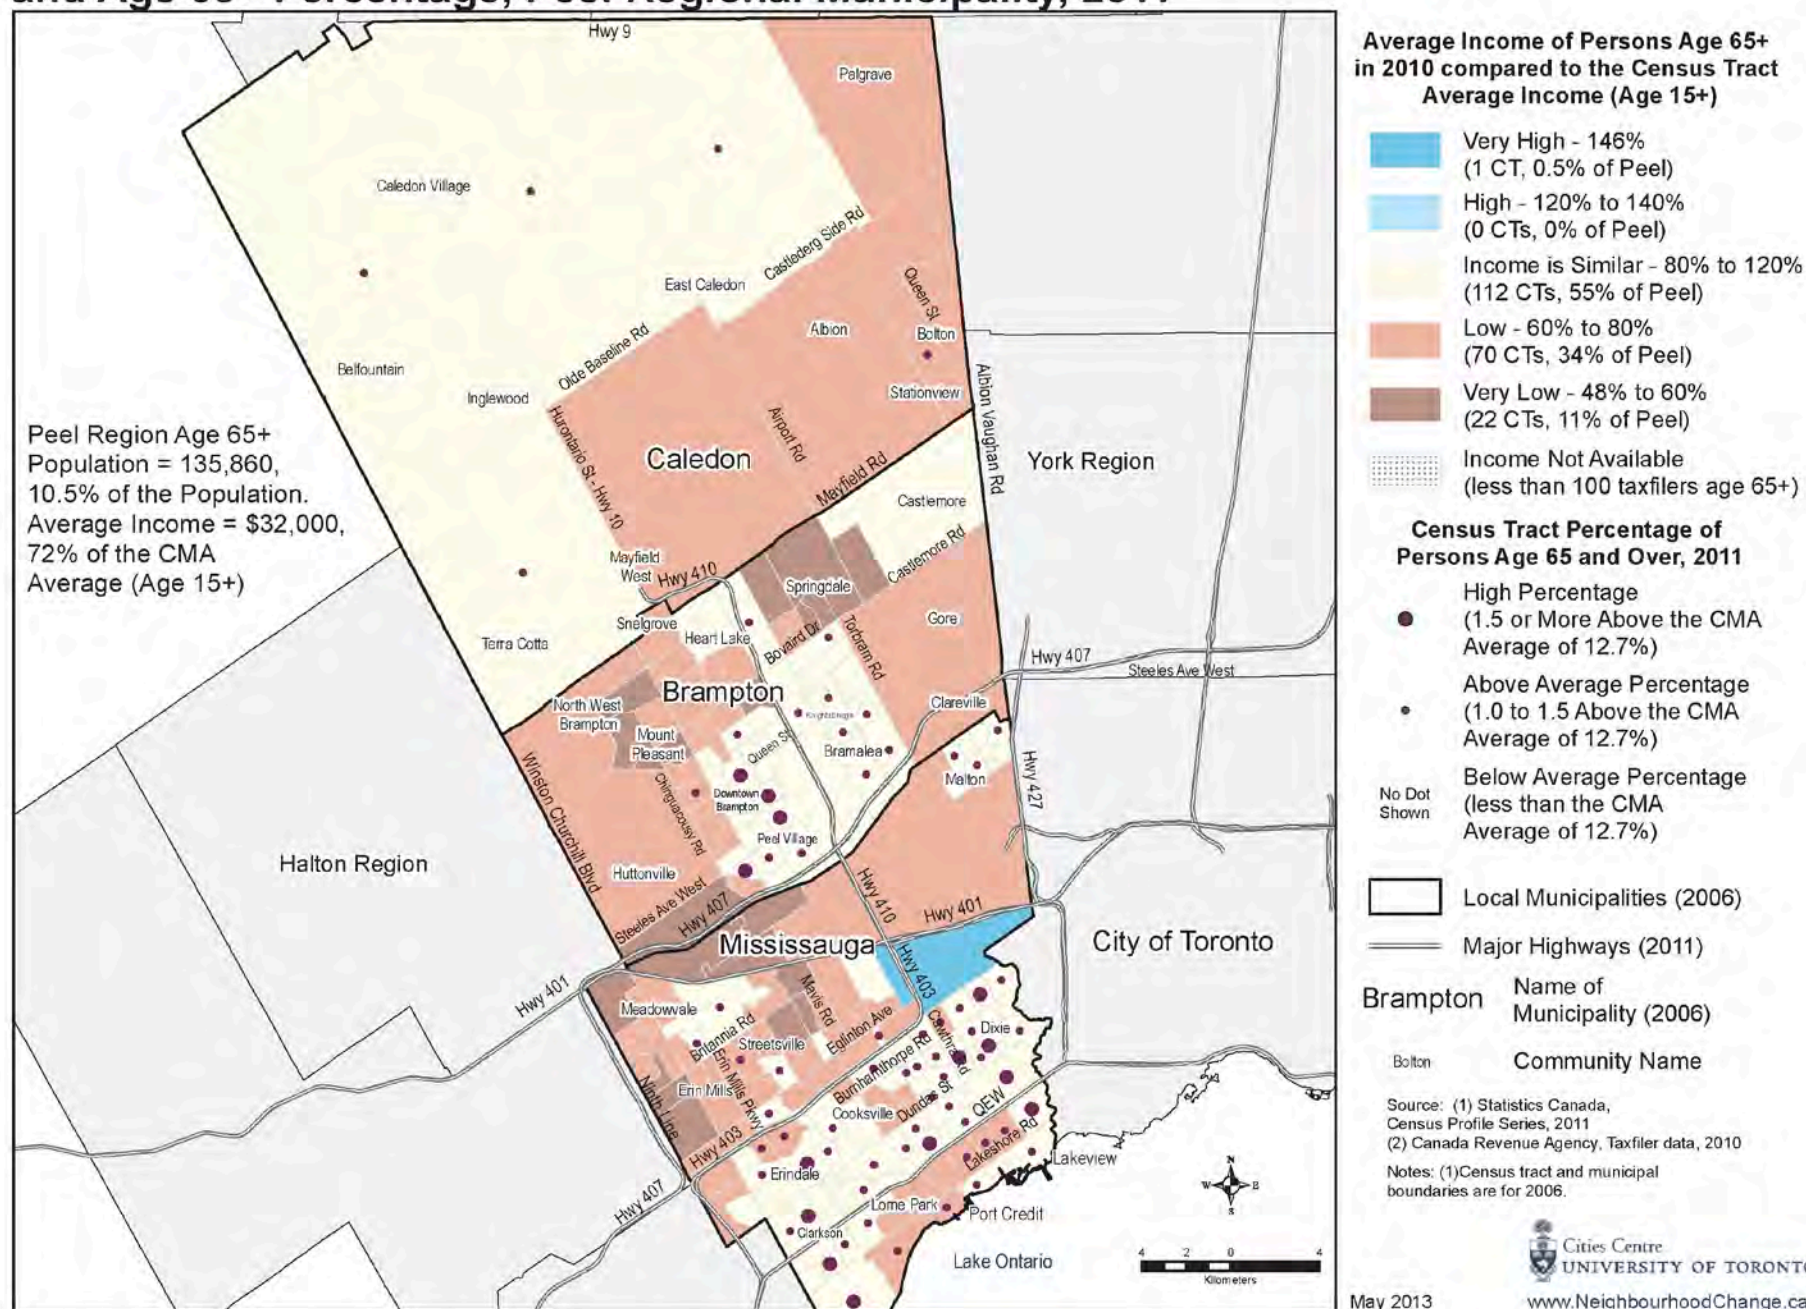 and Age 65+ Percentage, Peel Regional Municipality, 2011
Hwy 9
Palgrave
Caledon Village
Castlederg Side Rd
East Caledon
Queen St
Albion
Bolton
Olde Baseline Rd
Belfountain
Inglewood
Stationview
Albion Vaughan Rd
Hurontario St - Hwy 10
Airport Rd
Caledon
Mayfield Rd
York Region
Peel Region Age 65+
Population = 135,860,
10.5% of the Population.
Average Income = $32,000,
72% of the CMA
Average (Age 15+)
Castlemore
Castlemore Rd
Mayfield
West
Hwy 410
Springdale
Snelgrove
Heart Lake
Terra Cotta
Bovaird Dr
Torbram Rd
Gore
Hwy 407
Steeles Ave West
Brampton
North West
Brampton
Mount
Pleasant
Queen St
Bramalea
Clareville
Malton
Hwy 427
Winston Churchill Blvd
Chinguacousy Rd
Downtown
Brampton
Peel Village
Halton Region
Huttonville
Steeles Ave West
Hwy 407
Hwy 410
Hwy 401
Mississauga
City of Toronto
Hwy 403
Hwy 401
Meadowvale
Mavis Rd
Britannia Rd
Streetsville
Eglinton Ave
Cawthra Rd
Dixie
Erin Mills Pkwy
Erin Mills
Burnhamthorpe Rd
Ninth Line
Cooksville
Dundas St
QEW
Hwy 403
Lakeshore Rd
Lakeview
Erindale
Hwy 407
Lorne Park
Port Credit
Clarkson
Lake Ontario
N
W E
S
4 2 0 4
Kilometers
Average Income of Persons Age 65+
in 2010 compared to the Census Tract
Average Income (Age 15+)
Very High - 146%
(1 CT, 0.5% of Peel)
High - 120% to 140%
(0 CTs, 0% of Peel)
Income is Similar - 80% to 120%
(112 CTs, 55% of Peel)
Low - 60% to 80%
(70 CTs, 34% of Peel)
Very Low - 48% to 60%
(22 CTs, 11% of Peel)
Income Not Available
(less than 100 taxfilers age 65+)
Census Tract Percentage of
Persons Age 65 and Over, 2011
High Percentage
(1.5 or More Above the CMA
Average of 12.7%)
Above Average Percentage
(1.0 to 1.5 Above the CMA
Average of 12.7%)
No Dot
Shown
Below Average Percentage
(less than the CMA
Average of 12.7%)
Local Municipalities (2006)
Major Highways (2011)
Brampton
Name of
Municipality (2006)
Bolton
Community Name
Source: (1) Statistics Canada,
Census Profile Series, 2011
(2) Canada Revenue Agency, Taxfiler data, 2010
Notes: (1)Census tract and municipal
boundaries are for 2006.
Cities Centre
UNIVERSITY OF TORONTO
May 2013
www.NeighbourhoodChange.ca